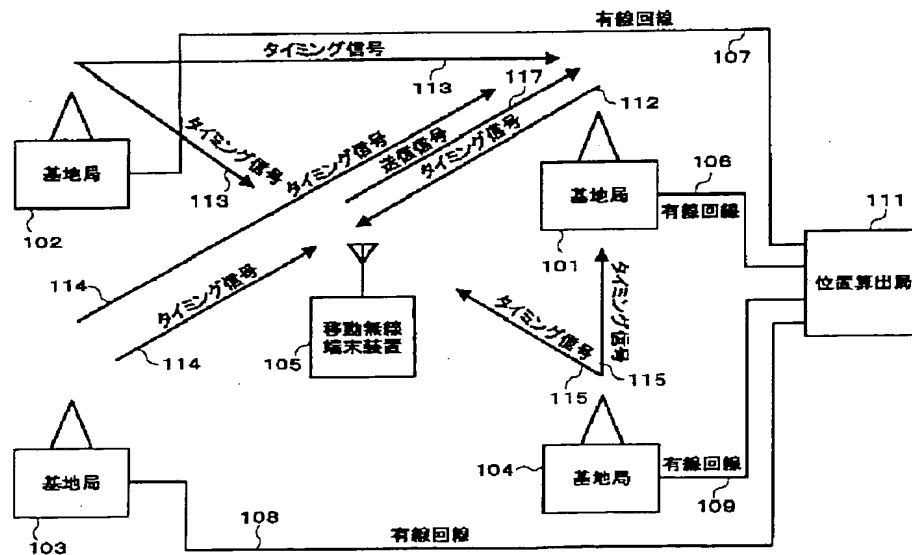 有線回線
107
タイミング信号
113
117
112
タイミング信号
113
タイミング信号
送信信号
タイミング信号
基地局
102
基地局
101
106
有線回線
111
位置算出局
114
タイミング信号
114
移動無線
端末装置
105
タイミング信号
115
タイミング信号
115
基地局
103
104
基地局
有線回線
109
108
有線回線